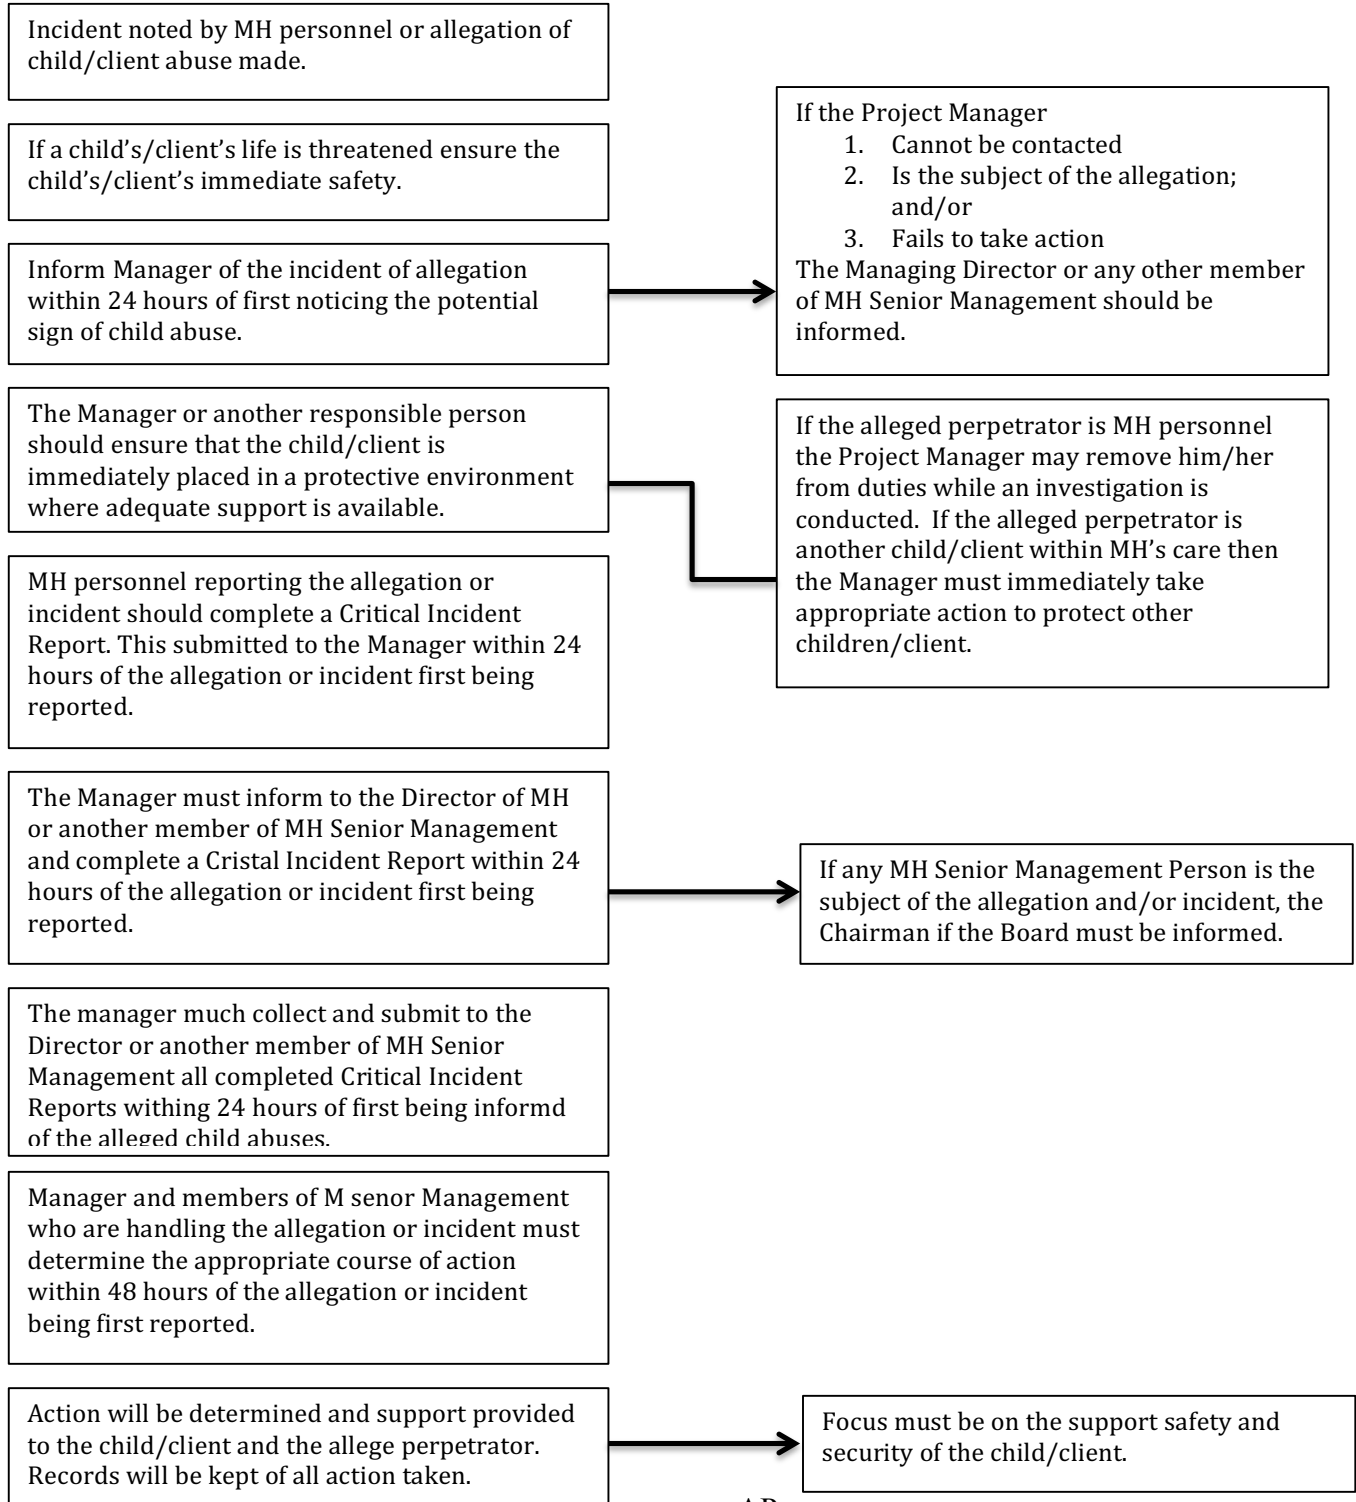 Incident noted by MH personnel or allegation of
child/client abuse made.
If a child’s/client’s life is threatened ensure the
child’s/client’s immediate safety.
Inform Manager of the incident of allegation
within 24 hours of first noticing the potential
sign of child abuse.
If the Project Manager
1. Cannot be contacted
2. Is the subject of the allegation;
and/or
3. Fails to take action
The Managing Director or any other member
of MH Senior Management should be
informed.
The Manager or another responsible person
should ensure that the child/client is
immediately placed in a protective environment
where adequate support is available.
If the alleged perpetrator is MH personnel
the Project Manager may remove him/her
from duties while an investigation is
conducted. If the alleged perpetrator is
another child/client within MH’s care then
the Manager must immediately take
appropriate action to protect other
children/client.
MH personnel reporting the allegation or
incident should complete a Critical Incident
Report. This submitted to the Manager within 24
hours of the allegation or incident first being
reported.
The Manager must inform to the Director of MH
or another member of MH Senior Management
and complete a Cristal Incident Report within 24
hours of the allegation or incident first being
reported.
If any MH Senior Management Person is the
subject of the allegation and/or incident, the
Chairman if the Board must be informed.
The manager much collect and submit to the
Director or another member of MH Senior
Management all completed Critical Incident
Reports withing 24 hours of first being informd
of the alleged child abuses.
Manager and members of M senor Management
who are handling the allegation or incident must
determine the appropriate course of action
within 48 hours of the allegation or incident
being first reported.
Action will be determined and support provided
to the child/client and the allege perpetrator.
Records will be kept of all action taken.
Focus must be on the support safety and
security of the child/client.